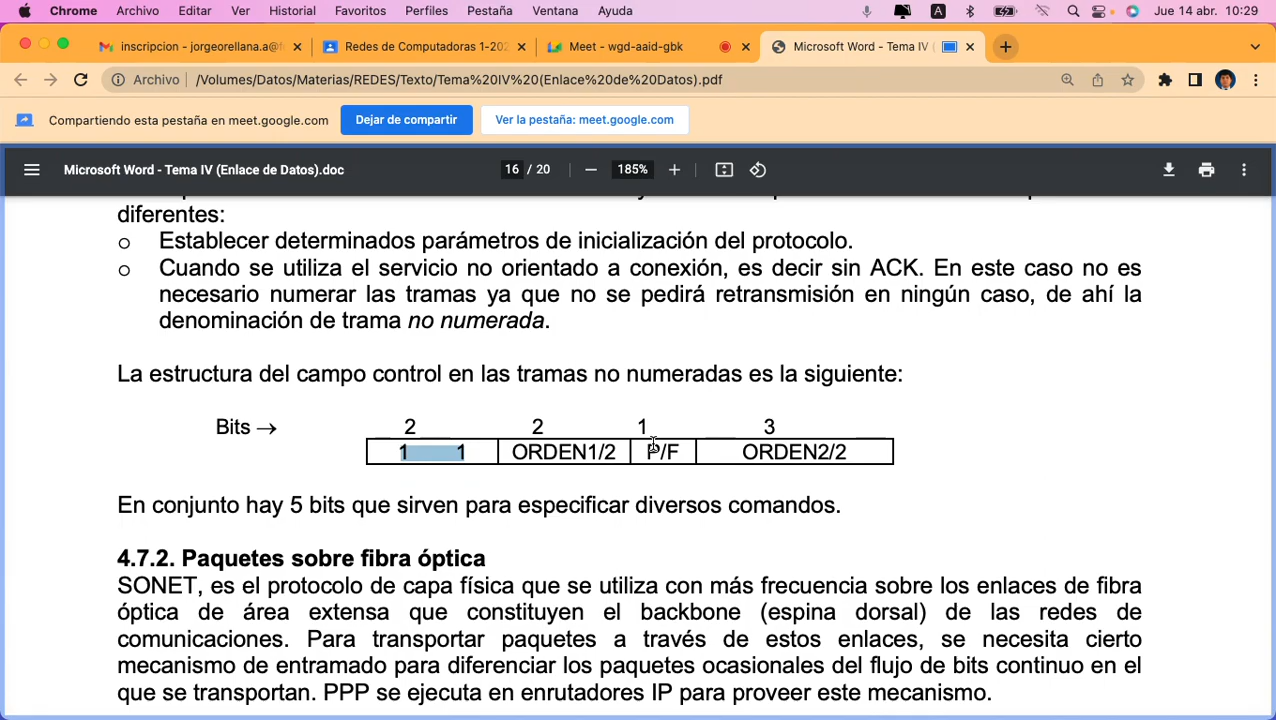 Chrome Archivo Editar Ver Historial Favoritos Perfiles Pestaña Ventana Ayuda A Jue 14 abr. 10:29
inscripcion - jorgeorellana.a@f Redes de Computadoras 1-202 Meet - wgd-aaid-gbk Microsoft Word - Tema IV (
Archivo /Volumes/Datos/Materias/REDES/Texto/Tema%20IV%20(Enlace%20de%20Datos).pdf
Compartiendo esta pestaña en meet.google.com Dejar de compartir Ver la pestaña: meet.google.com
Microsoft Word - Tema IV (Enlace de Datos).doc 16 / 20 − 185% +
diferentes:
o Establecer determinados parámetros de inicialización del protocolo.
o Cuando se utiliza el servicio no orientado a conexión, es decir sin ACK. En este caso no es
necesario numerar las tramas ya que no se pedirá retransmisión en ningún caso, de ahí la
denominación de trama no numerada.
La estructura del campo control en las tramas no numeradas es la siguiente:
Bits → 2 2 1 3
1 1 ORDEN1/2 P/F ORDEN2/2
En conjunto hay 5 bits que sirven para especificar diversos comandos.
4.7.2. Paquetes sobre fibra óptica
SONET, es el protocolo de capa física que se utiliza con más frecuencia sobre los enlaces de fibra
óptica de área extensa que constituyen el backbone (espina dorsal) de las redes de
comunicaciones. Para transportar paquetes a través de estos enlaces, se necesita cierto
mecanismo de entramado para diferenciar los paquetes ocasionales del flujo de bits continuo en el
que se transportan. PPP se ejecuta en enrutadores IP para proveer este mecanismo.